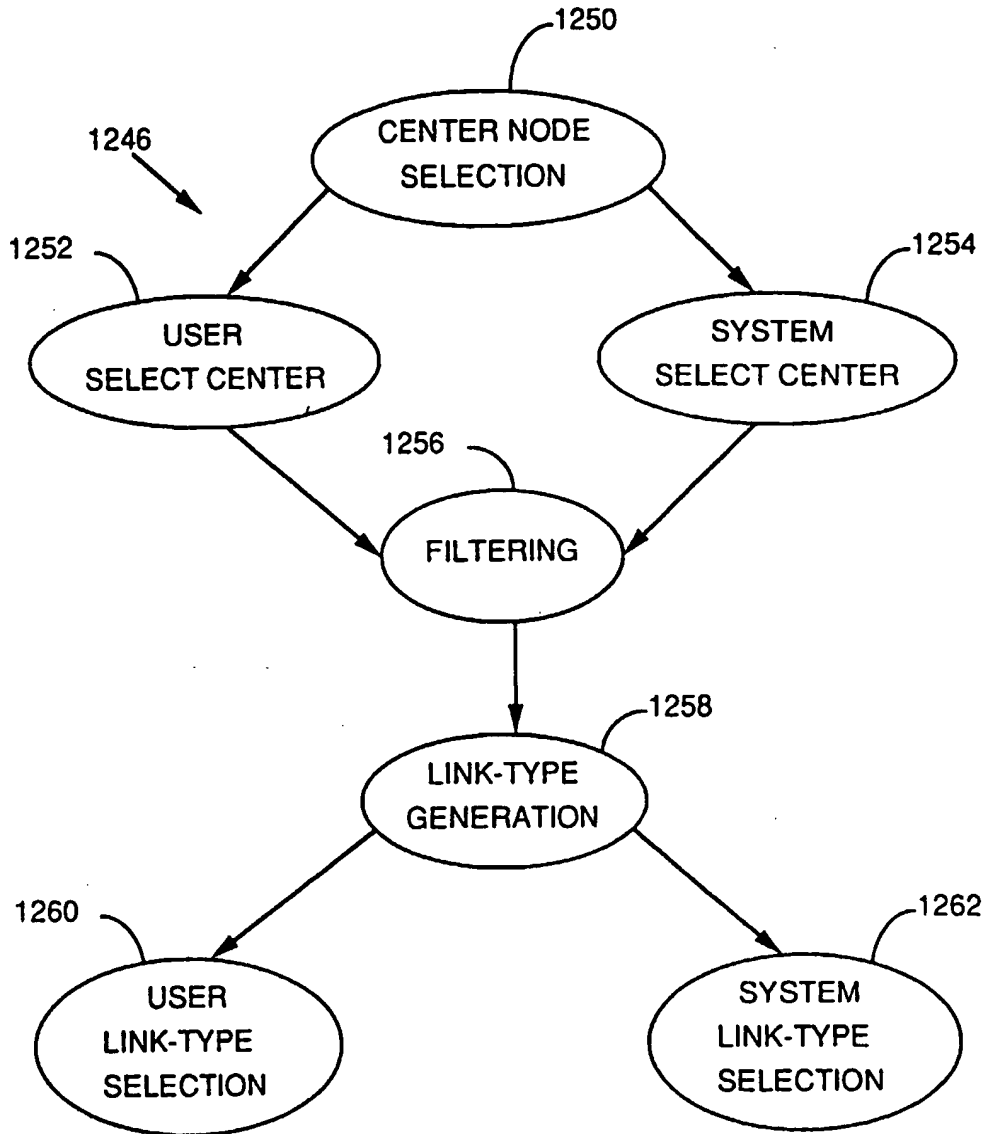 1250
CENTER NODE
SELECTION
1246
1252
1254
USER
SELECT CENTER
SYSTEM
SELECT CENTER
1256
FILTERING
1258
LINK-TYPE
GENERATION
1260
1262
USER
LINK-TYPE
SELECTION
SYSTEM
LINK-TYPE
SELECTION